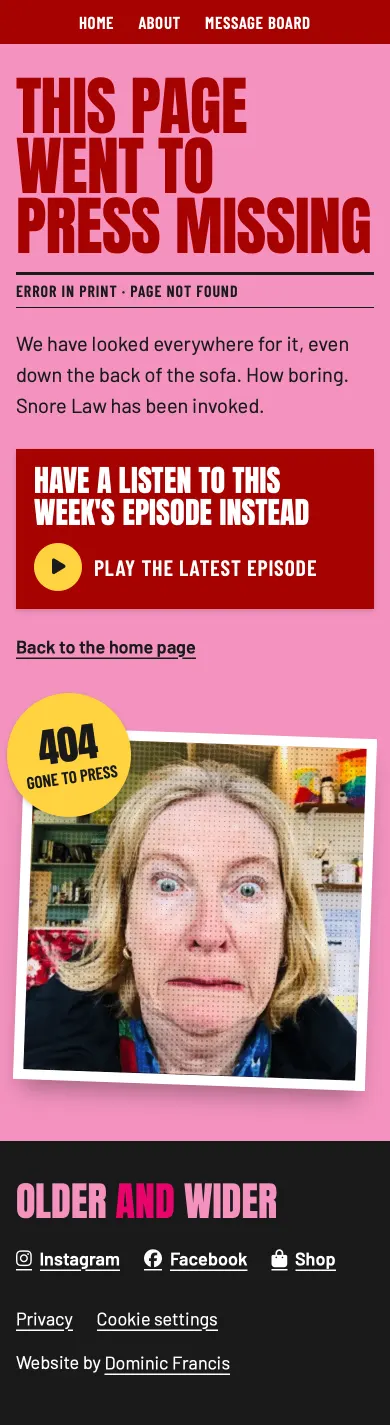 HOME ABOUT MESSAGE BOARD
THIS PAGE
WENT TO
PRESS MISSING
ERROR IN PRINT · PAGE NOT FOUND
We have looked everywhere for it, even
down the back of the sofa. How boring.
Snore Law has been invoked.
HAVE A LISTEN TO THIS
WEEK'S EPISODE INSTEAD
PLAY THE LATEST EPISODE
Back to the home page
404
GONE TO PRESS
OLDER AND WIDER
Instagram Facebook Shop
Privacy Cookie settings
Website by Dominic Francis